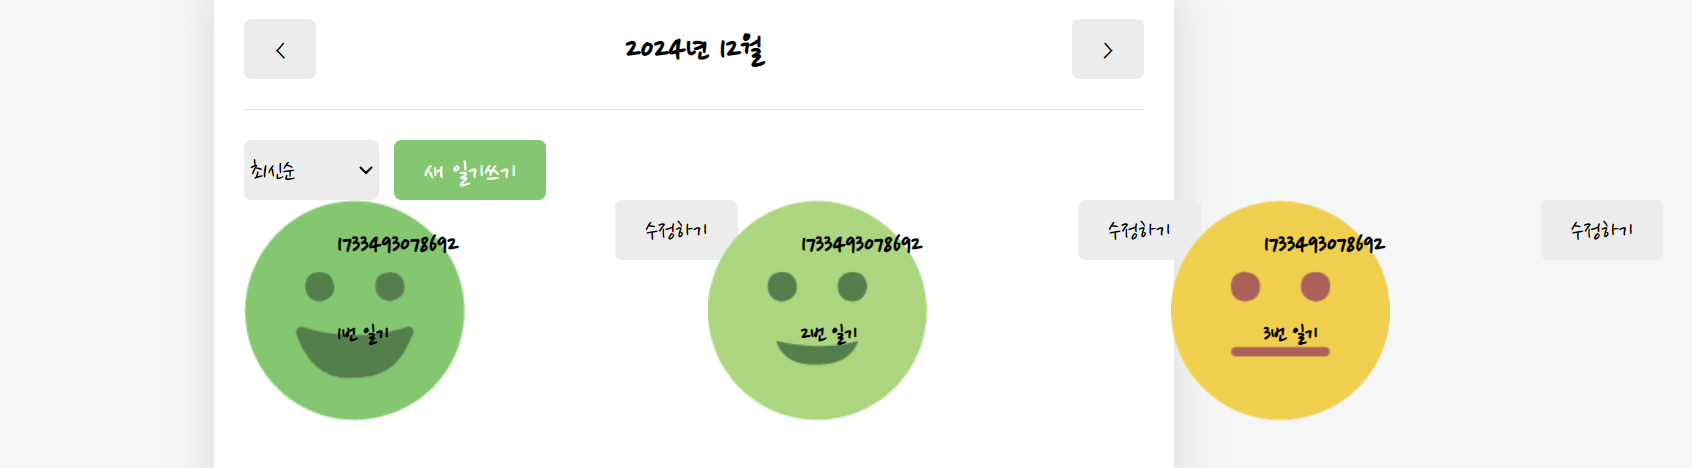 < 2024년 12월 >
최신순 새 일기쓰기
1733493078692 수정하기 1733493078692 수정하기 1733493078692 수정하기
1번 일기 2번 일기 3번 일기